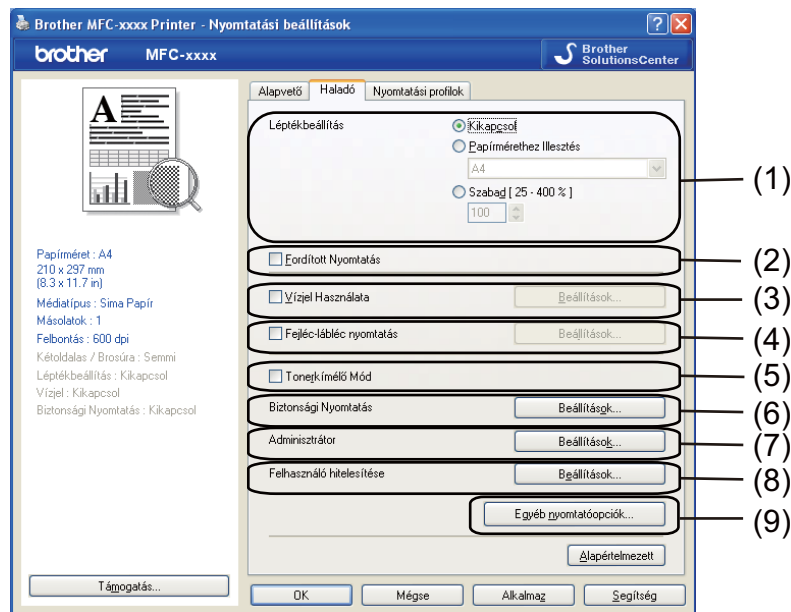 Brother MFC-xxxx Printer - Nyomtatási beállítások
brother MFC-xxxx
Brother
SolutionsCenter
A
Papírméret : A4
210 x 297 mm
(8.3 x 11.7 in)
Médiatípus : Sima Papír
Másolatok : 1
Felbontás : 600 dpi
Kétoldalas / Brosúra : Semmi
Léptékbeállítás : Kikapcsol
Vízjel : Kikapcsol
Biztonsági Nyomtatás : Kikapcsol
Támogatás...
Alapvető Haladó Nyomtatási profilok
Léptékbeállítás Kikapcsol
Papírmérethez Illesztés
A4
Szabad [ 25 - 400 % ]
100
(1)
Fordított Nyomtatás (2)
Vízjel Használata Beállítások... (3)
Fejléc-lábléc nyomtatás Beállítások... (4)
Tonerkímélő Mód (5)
Biztonsági Nyomtatás Beállítások... (6)
Adminisztrátor Beállítások... (7)
Felhasználó hitelesítése Beállítások... (8)
Egyéb nyomtatóopciók... (9)
Alapértelmezett
OK Mégse Alkalmaz Segítség